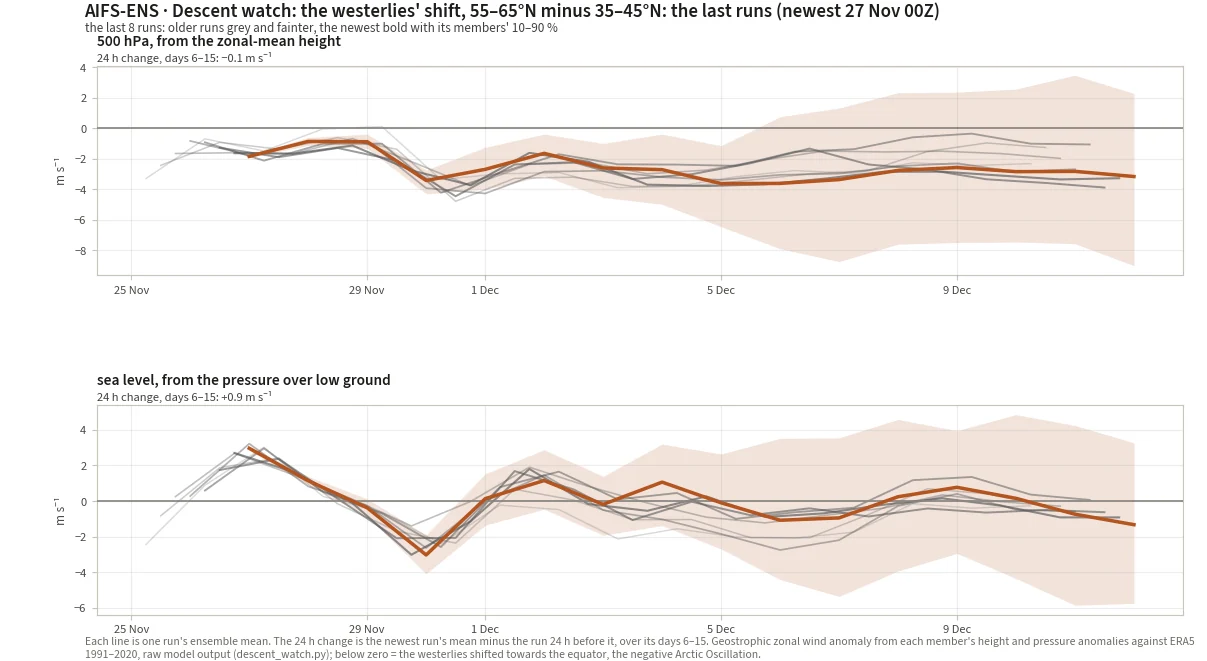 AIFS-ENS · Descent watch: the westerlies' shift, 55–65°N minus 35–45°N: the last runs (newest 27 Nov 00Z)
the last 8 runs: older runs grey and fainter, the newest bold with its members' 10–90 %
500 hPa, from the zonal-mean height
24 h change, days 6–15: −0.1 m s⁻¹
4
2
0
−2
−4
−6
−8
m s⁻¹
25 Nov 29 Nov 1 Dec 5 Dec 9 Dec
sea level, from the pressure over low ground
24 h change, days 6–15: +0.9 m s⁻¹
4
2
0
−2
−4
−6
m s⁻¹
25 Nov 29 Nov 1 Dec 5 Dec 9 Dec
Each line is one run's ensemble mean. The 24 h change is the newest run's mean minus the run 24 h before it, over its days 6–15. Geostrophic zonal wind anomaly from each member's height and pressure anomalies against ERA5
1991–2020, raw model output (descent_watch.py); below zero = the westerlies shifted towards the equator, the negative Arctic Oscillation.